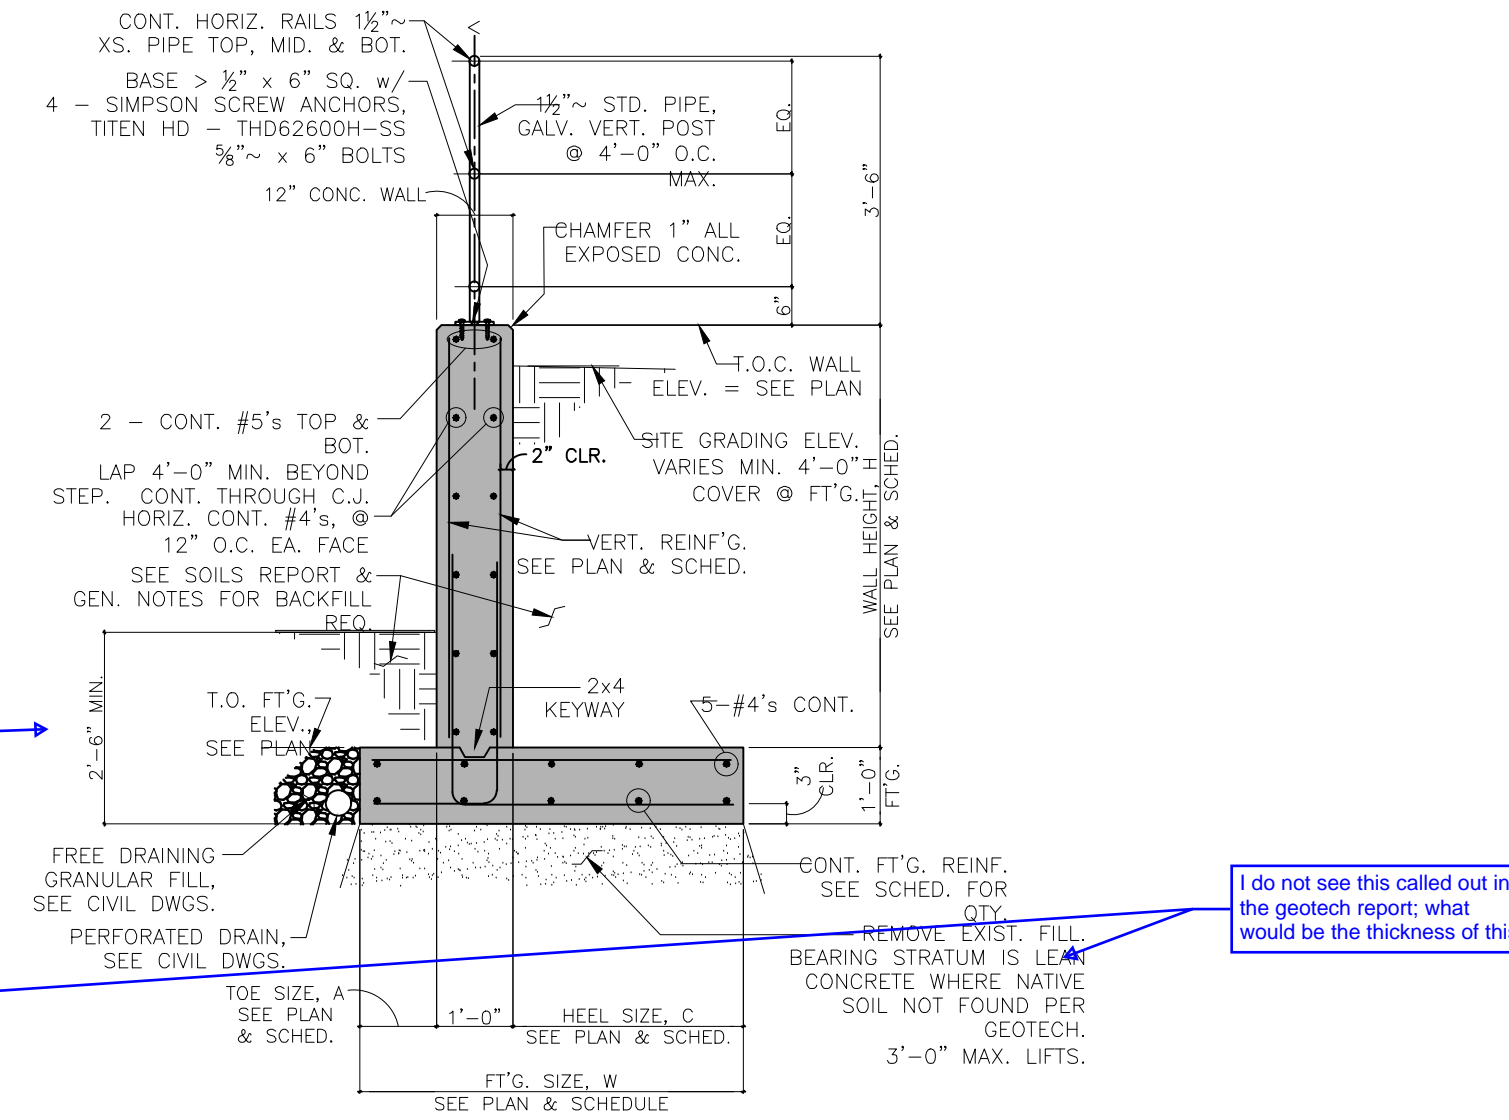 CONT. HORIZ. RAILS 1½"~
XS. PIPE TOP, MID. & BOT.
BASE > ½" x 6" SQ. w/
4 – SIMPSON SCREW ANCHORS,
TITEN HD – THD62600H–SS
⅝"~ x 6" BOLTS
12" CONC. WALL
1½"~ STD. PIPE,
GALV. VERT. POST
@ 4'–0" O.C.
MAX.
EQ.
EQ.
6"
3'–6"
CHAMFER 1" ALL
EXPOSED CONC.
T.O.C. WALL
ELEV. = SEE PLAN
2 – CONT. #5's TOP &
BOT.
LAP 4'–0" MIN. BEYOND
STEP. CONT. THROUGH C.J.
HORIZ. CONT. #4's, @
12" O.C. EA. FACE
2" CLR.
SITE GRADING ELEV.
VARIES MIN. 4'–0"
COVER @ FT'G.
WALL HEIGHT, H
SEE PLAN & SCHED.
VERT. REINF'G.
SEE PLAN & SCHED.
SEE SOILS REPORT &
GEN. NOTES FOR BACKFILL
REQ.
2'–6" MIN.
T.O. FT'G.
ELEV.,
SEE PLAN
2x4
KEYWAY
5–#4's CONT.
3"
CLR.
1'–0"
FT'G.
FREE DRAINING
GRANULAR FILL,
SEE CIVIL DWGS.
PERFORATED DRAIN,
SEE CIVIL DWGS.
CONT. FT'G. REINF.
SEE SCHED. FOR
QTY.
REMOVE EXIST. FILL.
BEARING STRATUM IS LEAN
CONCRETE WHERE NATIVE
SOIL NOT FOUND PER
GEOTECH.
3'–0" MAX. LIFTS.
I do not see this called out in
the geotech report; what
would be the thickness of
TOE SIZE, A
SEE PLAN
& SCHED.
1'–0"
HEEL SIZE, C
SEE PLAN & SCHED.
FT'G. SIZE, W
SEE PLAN & SCHEDULE